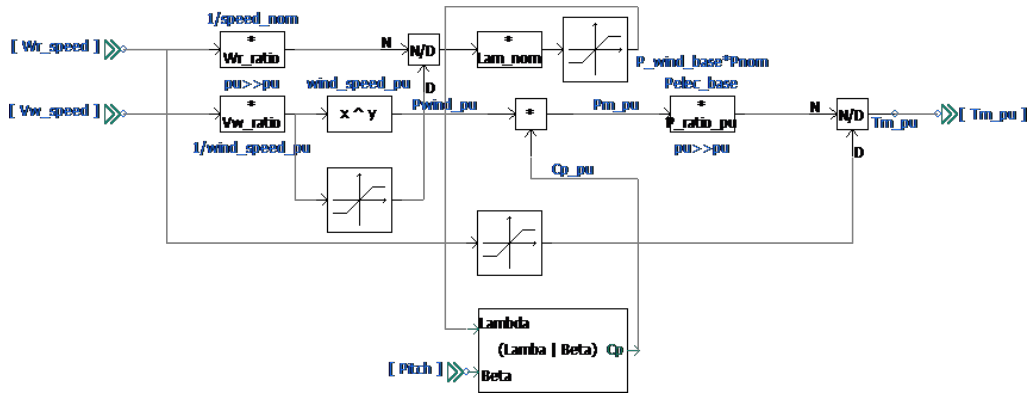 1/speed_nom
[ Wr_speed ]
*
Wr_ratio
N
N/D
D
*
Lam_nom
P_wind_base*Pnom
pu>>pu
wind_speed_pu
Pelec_base
[ Vw_speed ]
*
Vw_ratio
x ^ y
Pwind_pu
*
Pm_pu
*
P_ratio_pu
N
N/D
D
Tm_pu
[ Tm_pu ]
1/wind_speed_pu
pu>>pu
Cp_pu
Lambda
(Lamba | Beta) Cp
[ Pitch ]
Beta